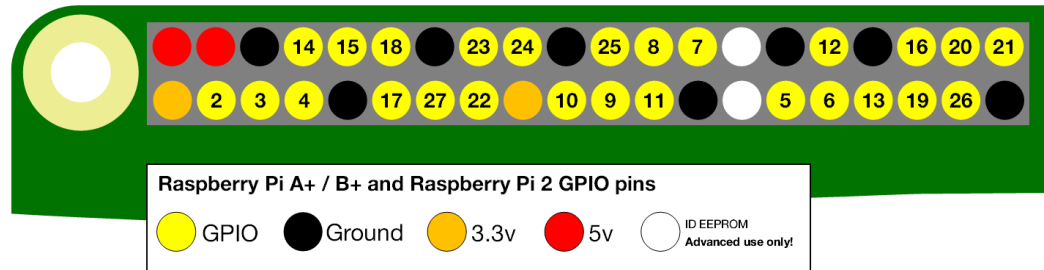 14 15 18 23 24 25 8 7 12 16 20 21
2 3 4 17 27 22 10 9 11 5 6 13 19 26
Raspberry Pi A+ / B+ and Raspberry Pi 2 GPIO pins
GPIO Ground 3.3v 5v ID EEPROM
Advanced use only!